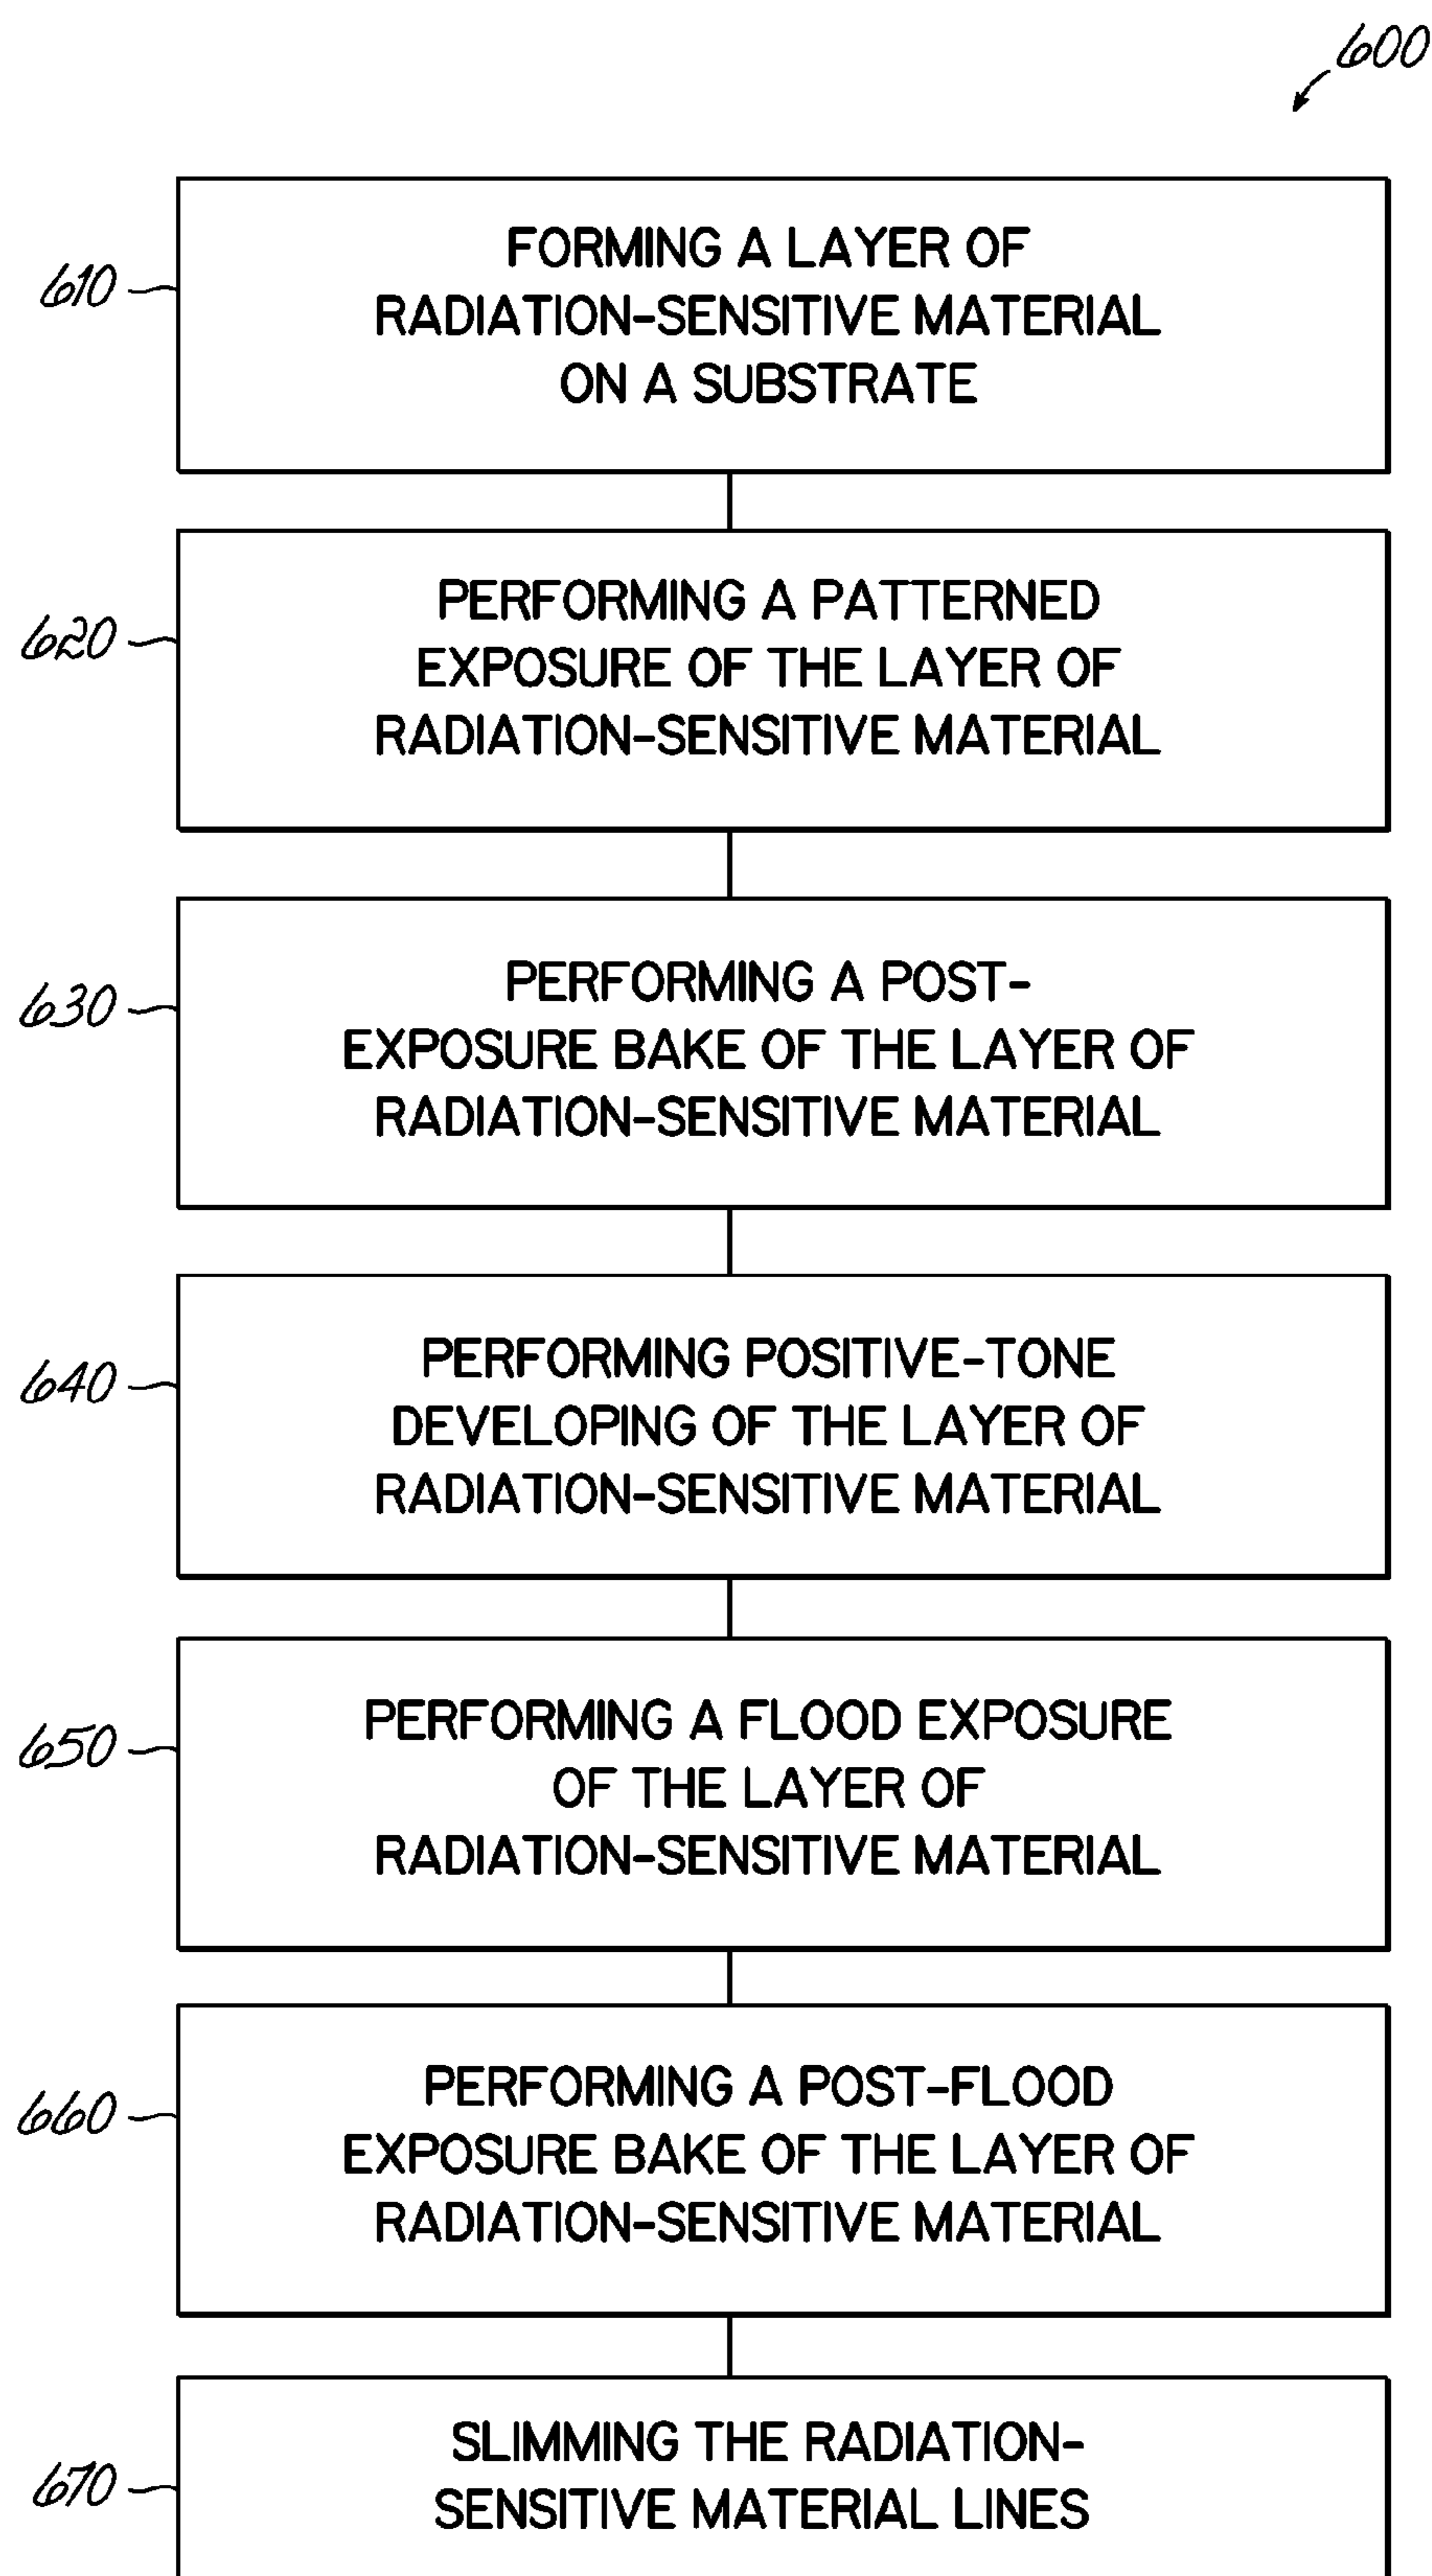 600
610
FORMING A LAYER OF
RADIATION-SENSITIVE MATERIAL
ON A SUBSTRATE
620
PERFORMING A PATTERNED
EXPOSURE OF THE LAYER OF
RADIATION-SENSITIVE MATERIAL
630
PERFORMING A POST-
EXPOSURE BAKE OF THE LAYER OF
RADIATION-SENSITIVE MATERIAL
640
PERFORMING POSITIVE-TONE
DEVELOPING OF THE LAYER OF
RADIATION-SENSITIVE MATERIAL
650
PERFORMING A FLOOD EXPOSURE
OF THE LAYER OF
RADIATION-SENSITIVE MATERIAL
660
PERFORMING A POST-FLOOD
EXPOSURE BAKE OF THE LAYER OF
RADIATION-SENSITIVE MATERIAL
670
SLIMMING THE RADIATION-
SENSITIVE MATERIAL LINES